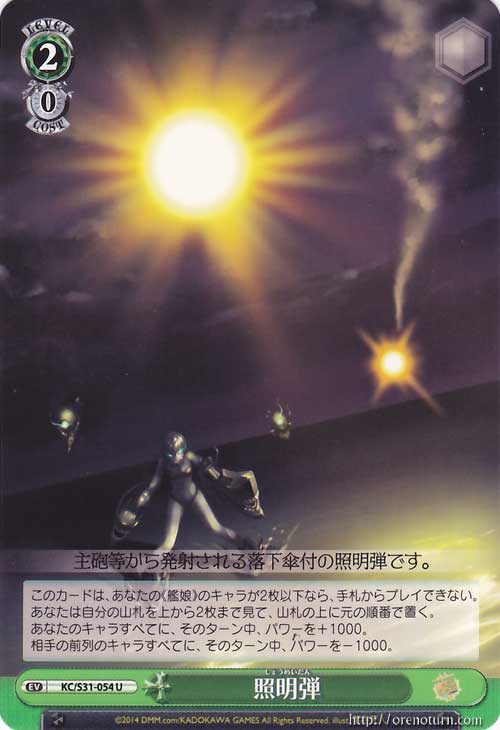 LEVEL
2
0
COST
主砲等から発射される落下傘付の照明弾です。
このカードは、あなたの《艦娘》のキャラが2枚以下なら、手札からプレイできない。
あなたは自分の山札を上から2枚まで見て、山札の上に元の順番で置く。
あなたのキャラすべてに、そのターン中、パワーを+1000。
相手の前列のキャラすべてに、そのターン中、パワーを-1000。
しょうめいだん
EV KC/S31-054 U 照明弾
©2014 DMM.com/KADOKAWA GAMES All Rights Reserved. illust.
http://orenoturn.com